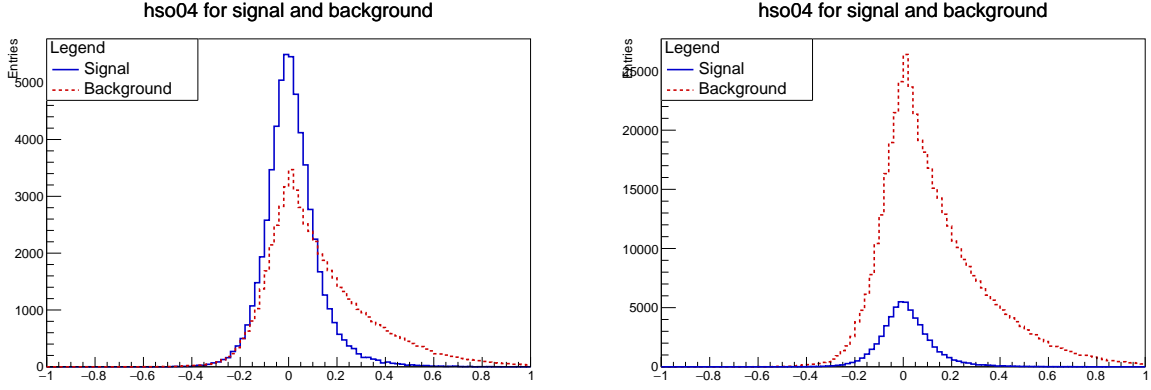 hso04 for signal and background
Entries
Legend
Signal
Background
5000
4000
3000
2000
1000
0
−1 −0.8 −0.6 −0.4 −0.2 0 0.2 0.4 0.6 0.8 1
hso04 for signal and background
Entries
Legend
Signal
Background
25000
20000
15000
10000
5000
0
−1 −0.8 −0.6 −0.4 −0.2 0 0.2 0.4 0.6 0.8 1